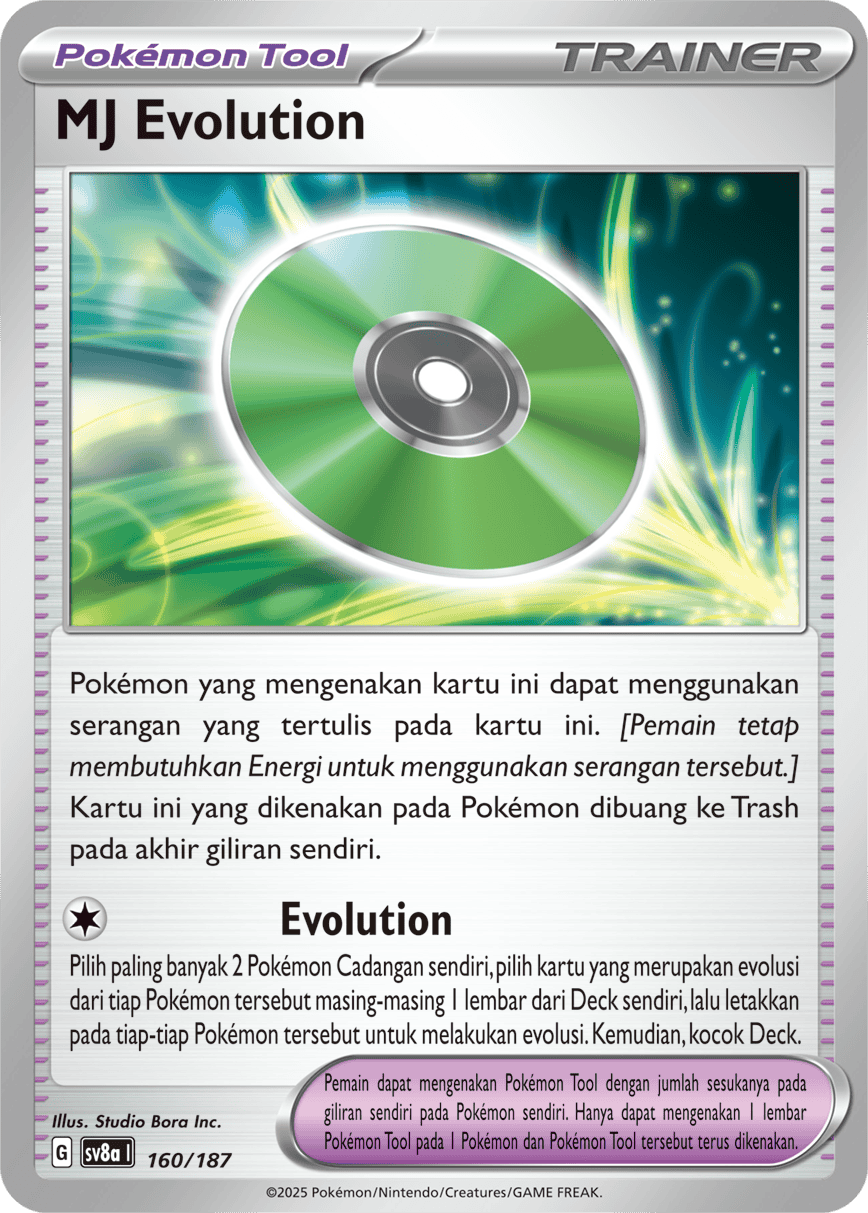 Pokémon Tool
TRAINER
MJ Evolution
Pokémon yang mengenakan kartu ini dapat menggunakan
serangan yang tertulis pada kartu ini. [Pemain tetap
membutuhkan Energi untuk menggunakan serangan tersebut.]
Kartu ini yang dikenakan pada Pokémon dibuang ke Trash
pada akhir giliran sendiri.
Evolution
Pilih paling banyak 2 Pokémon Cadangan sendiri, pilih kartu yang merupakan evolusi
dari tiap Pokémon tersebut masing-masing 1 lembar dari Deck sendiri, lalu letakkan
pada tiap-tiap Pokémon tersebut untuk melakukan evolusi. Kemudian, kocok Deck.
Pemain dapat mengenakan Pokémon Tool dengan jumlah sesukanya pada
giliran sendiri pada Pokémon sendiri. Hanya dapat mengenakan 1 lembar
Pokémon Tool pada 1 Pokémon dan Pokémon Tool tersebut terus dikenakan.
Illus. Studio Bora Inc.
G sv8a I 160/187
©2025 Pokémon/Nintendo/Creatures/GAME FREAK.